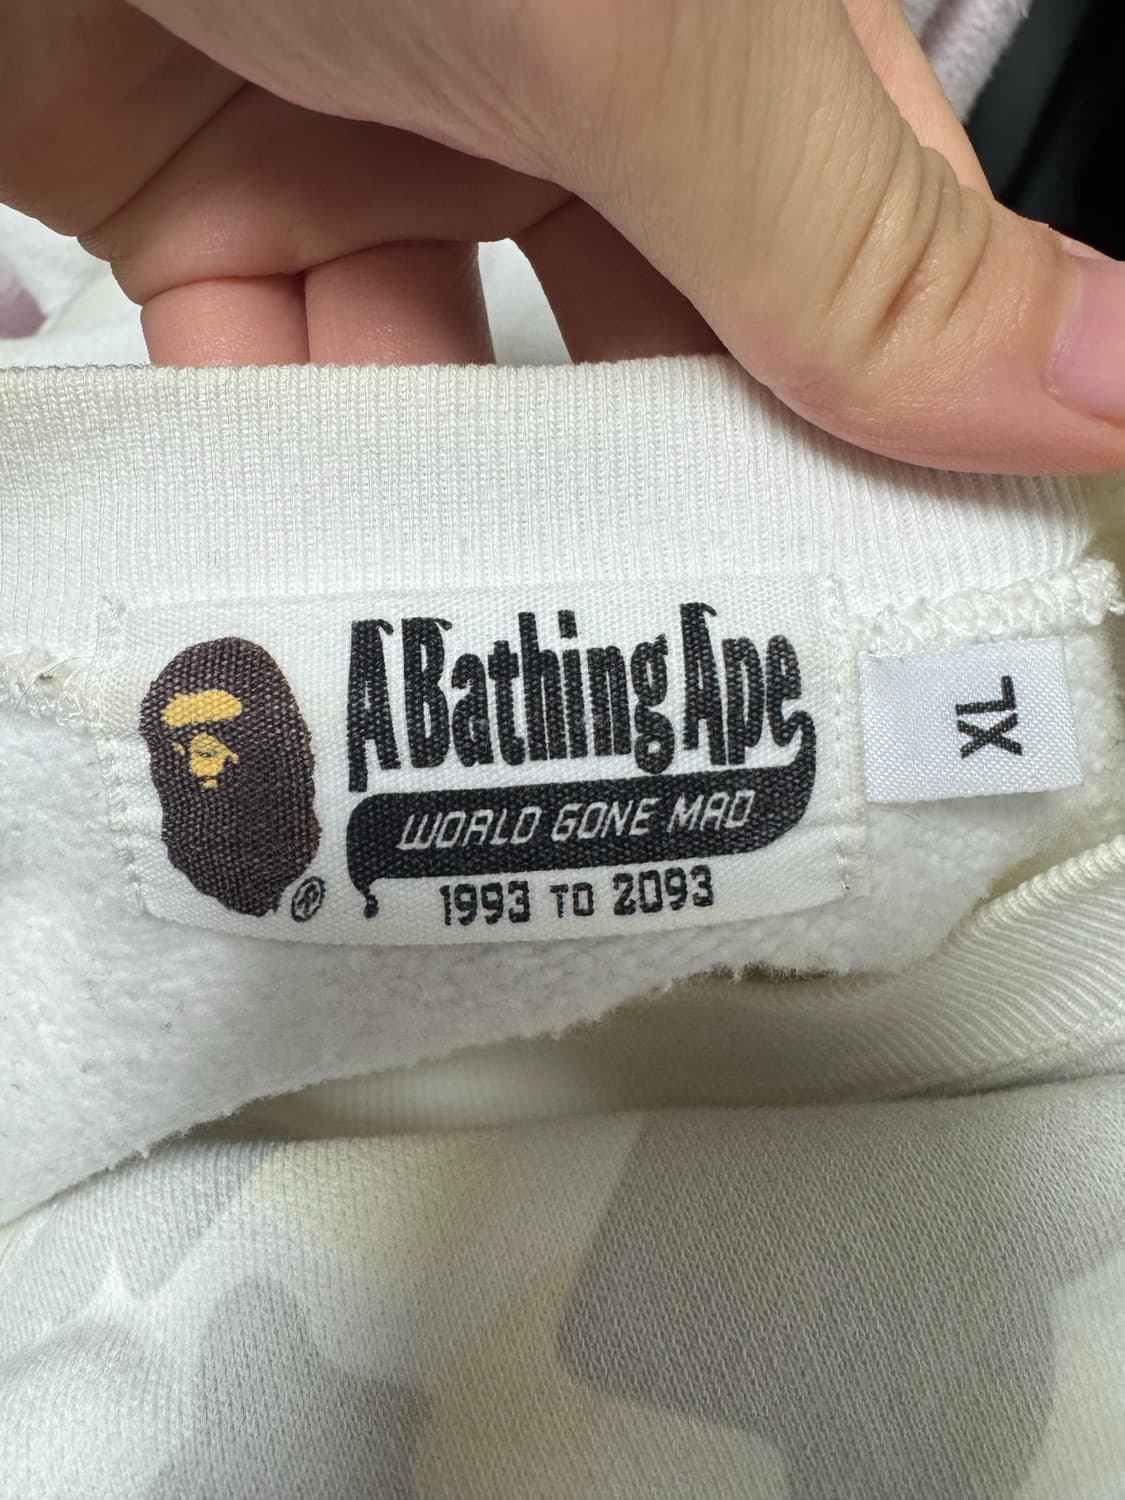 A Bathing Ape
WORLD GONE MAD
1993 TO 2093
®
XL